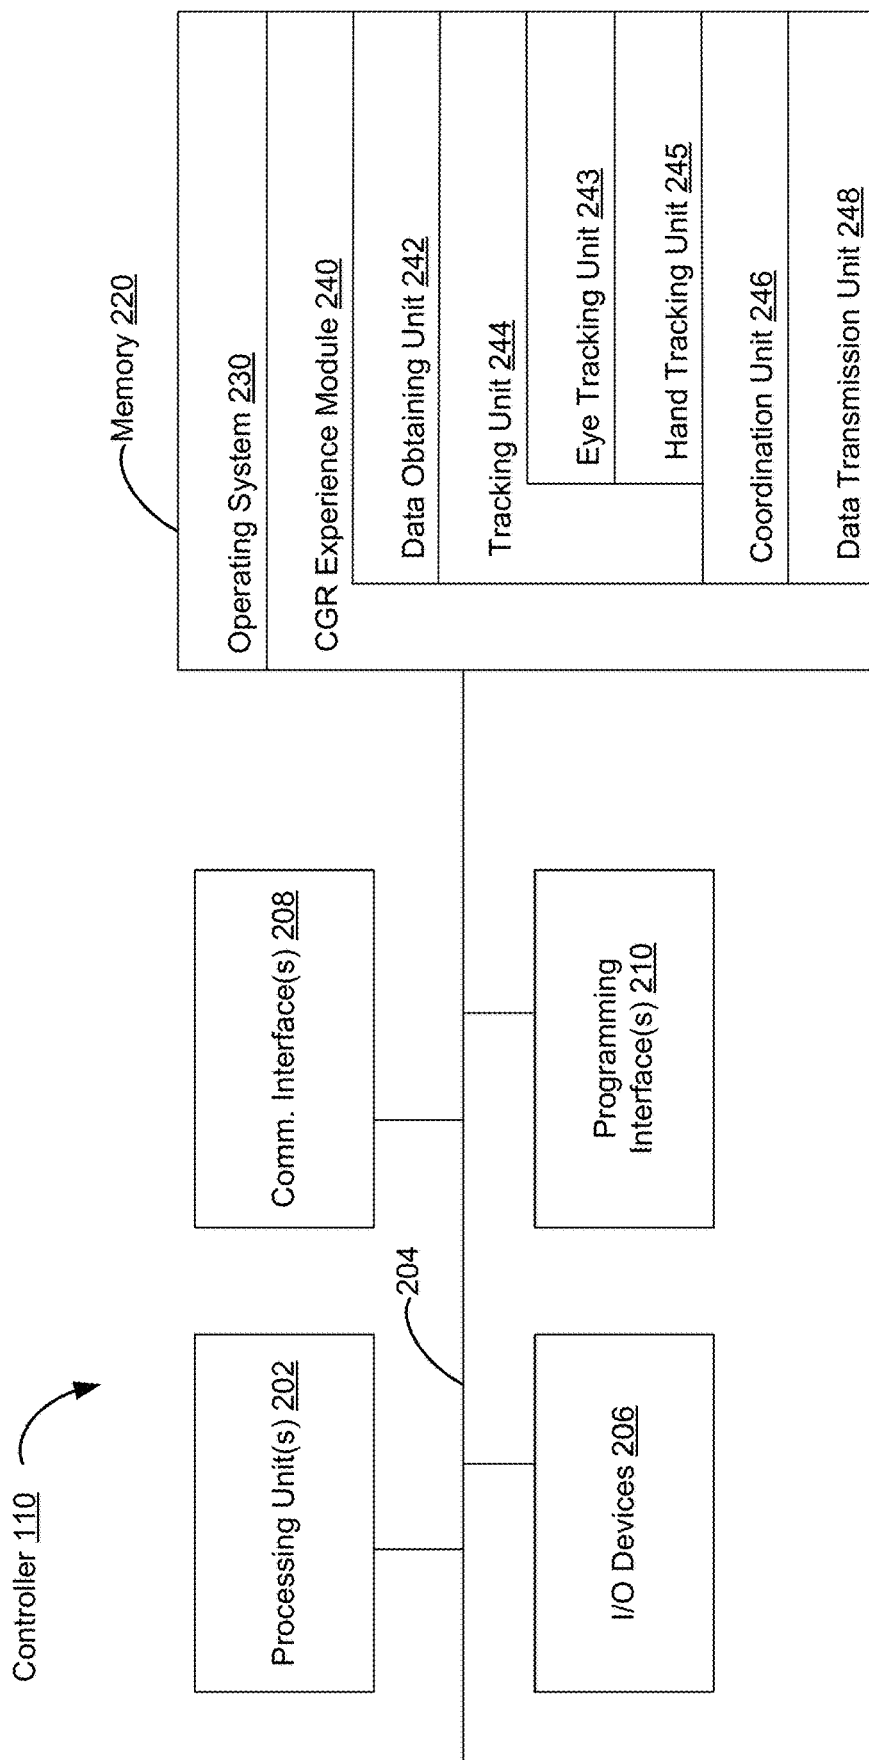 Controller 110
Processing Unit(s) 202
Comm. Interface(s) 208
204
I/O Devices 206
Programming
Interface(s) 210
Memory 220
Operating System 230
CGR Experience Module 240
Data Obtaining Unit 242
Tracking Unit 244
Eye Tracking Unit 243
Hand Tracking Unit 245
Coordination Unit 246
Data Transmission Unit 248